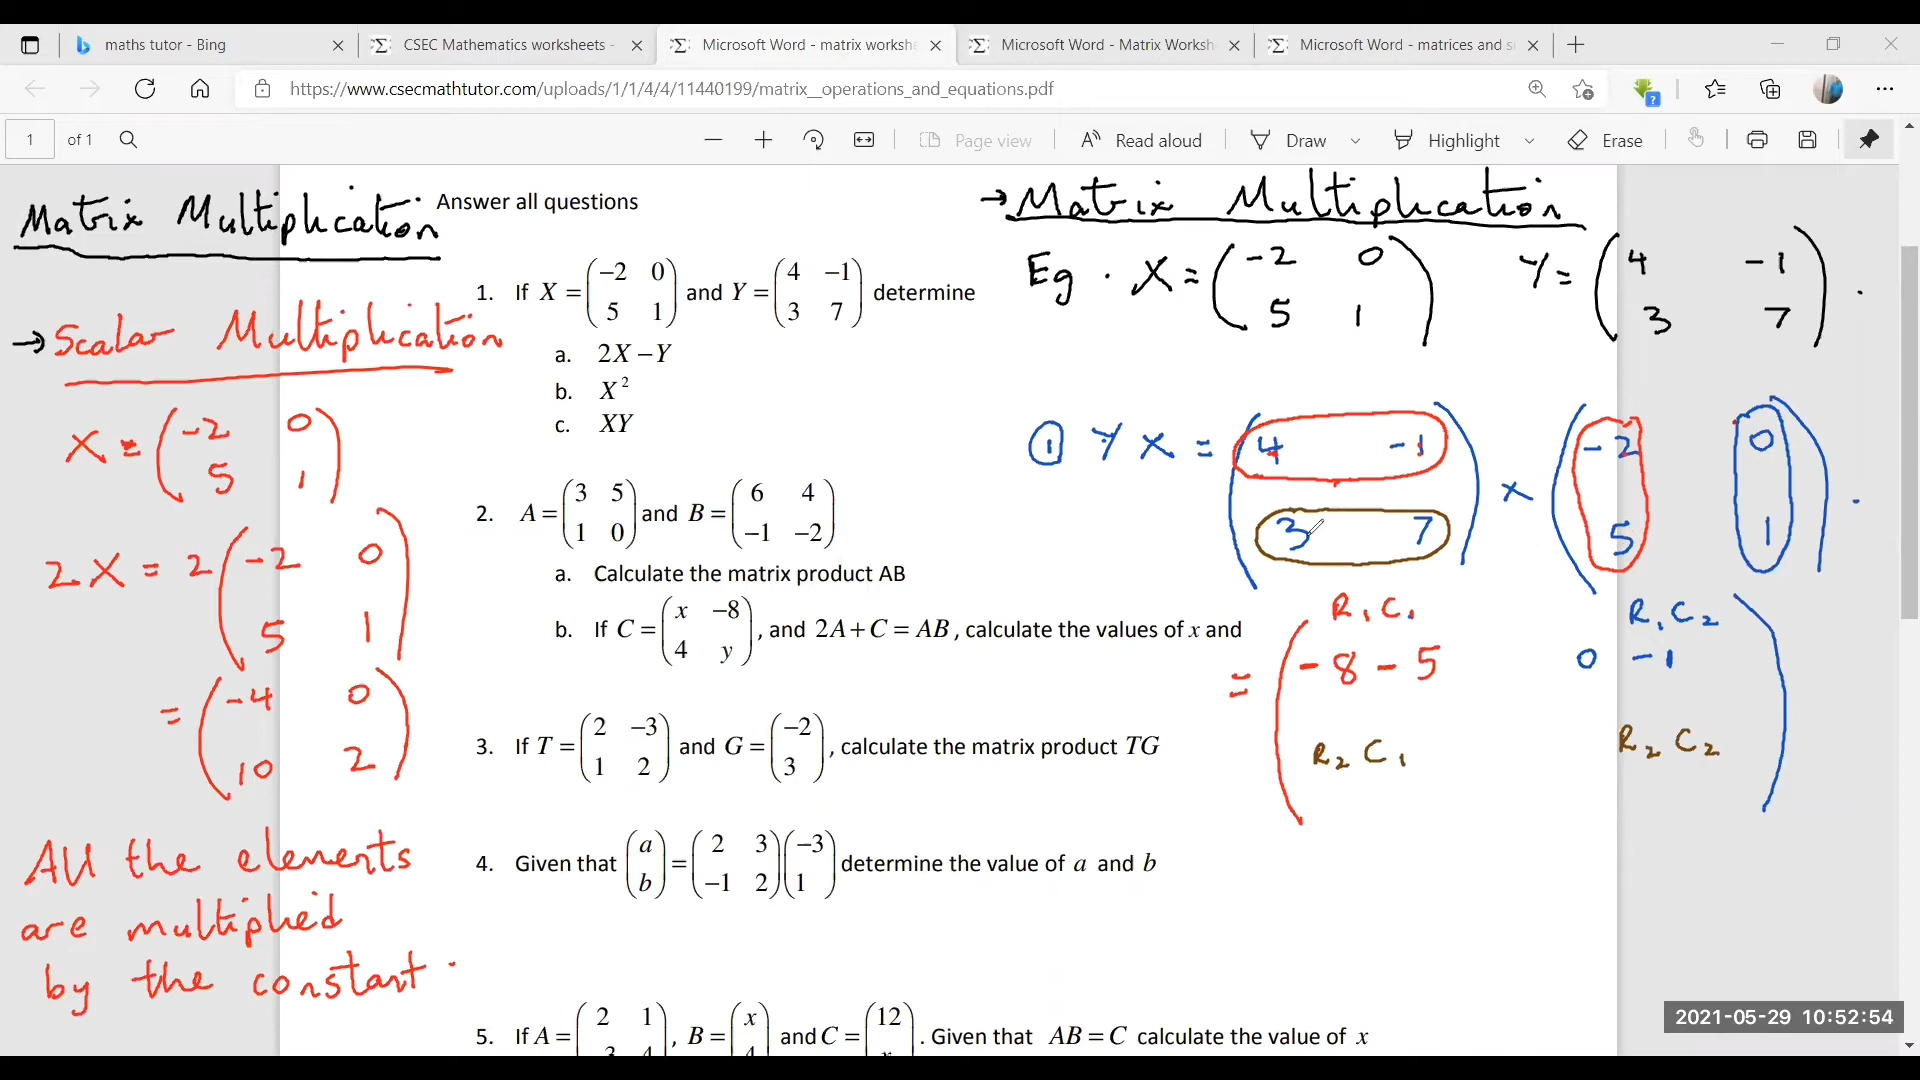 maths tutor - Bing
CSEC Mathematics worksheets -
Microsoft Word - matrix workshe
Microsoft Word - Matrix Worksh
Microsoft Word - matrices and s
https://www.csecmathtutor.com/uploads/1/1/4/4/11440199/matrix__operations_and_equations.pdf
1 of 1
Page view
Read aloud
Draw
Highlight
Erase
Matrix Multiplication
→ Scalar Multiplication
X = (-2 0
5 1)
2X = 2 (-2 0
5 1)
= (-4 0
10 2)
All the elements
are multiplied
by the constant.
Answer all questions
1. If X = (−2 0
5 1) and Y = (4 −1
3 7) determine
a. 2X − Y
b. X²
c. XY
2. A = (3 5
1 0) and B = (6 4
−1 −2)
a. Calculate the matrix product AB
b. If C = (x −8
4 y), and 2A + C = AB, calculate the values of x and
3. If T = (2 −3
1 2) and G = (−2
3), calculate the matrix product TG
4. Given that (a
b) = (2 3
−1 2)(−3
1) determine the value of a and b
5. If A = (2 1
3 4), B = (x
4) and C = (12
). Given that AB = C calculate the value of x
→ Matrix Multiplication
Eg. X = (-2 0
5 1) Y = (4 -1
3 7).
① Y X = (4 -1
3 7) × (-2 0
5 1).
R₁C₁ R₁C₂
= (-8 - 5 0 - 1
R₂C₁ R₂C₂)
2021-05-29 10:52:54